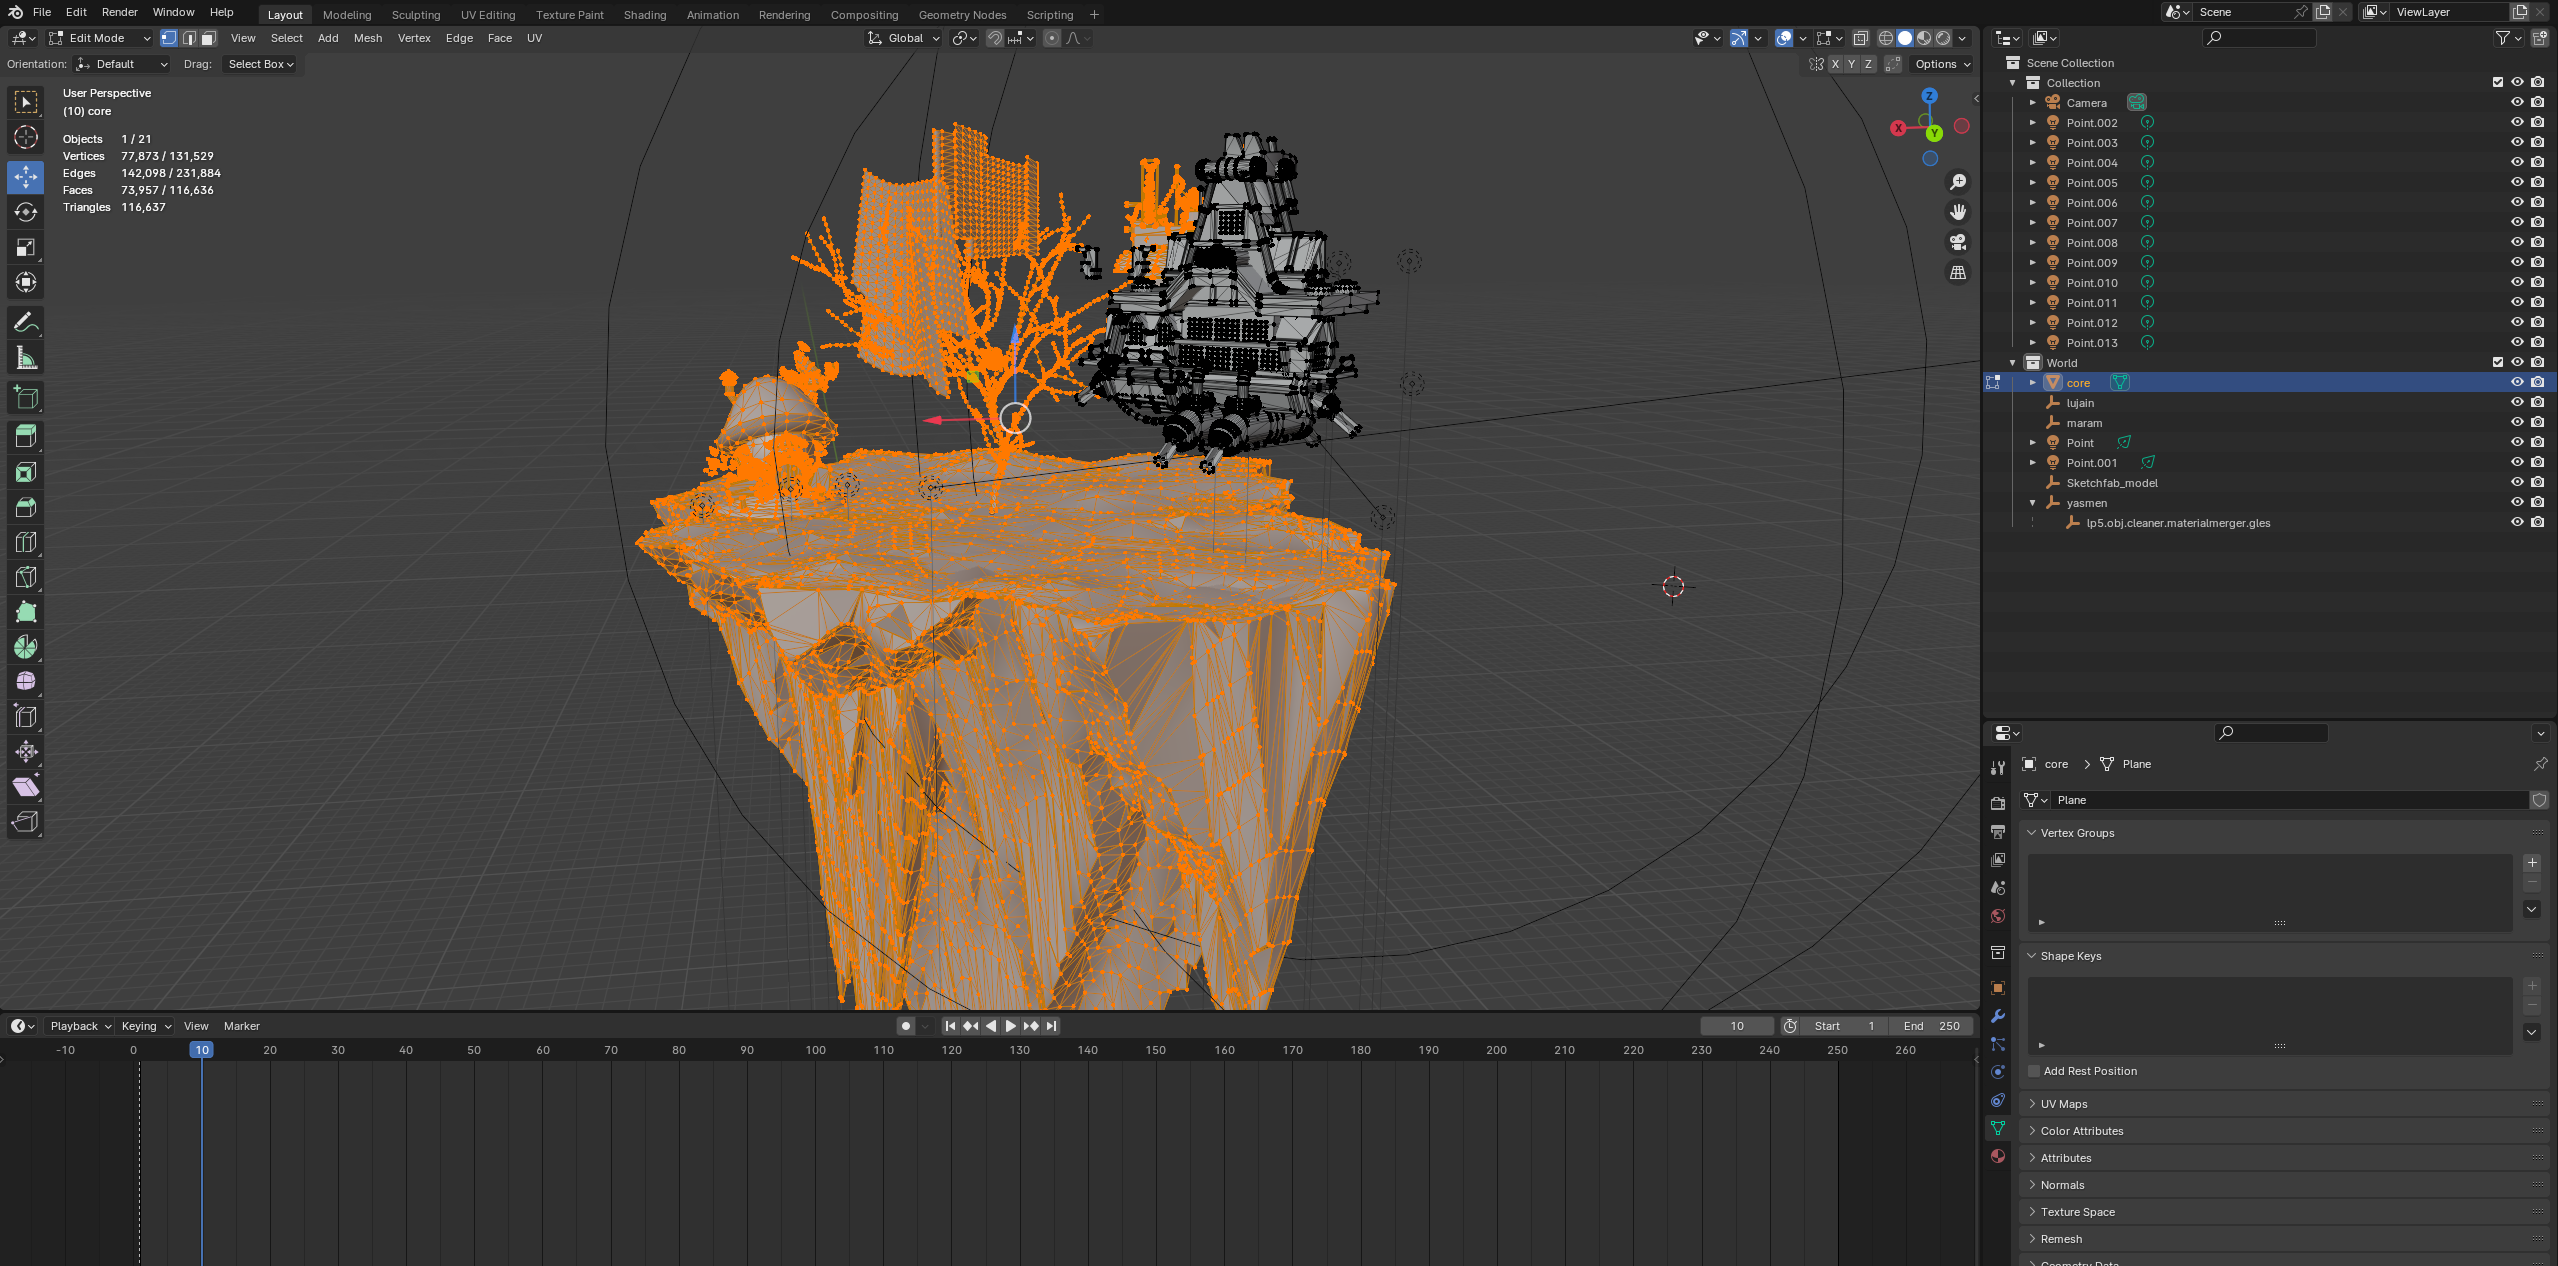 File Edit Render Window Help Layout Modeling Sculpting UV Editing Texture Paint Shading Animation Rendering Compositing Geometry Nodes Scripting + Scene ViewLayer
Edit Mode View Select Add Mesh Vertex Edge Face UV Global
Orientation: Default Drag: Select Box X Y Z Options
User Perspective
(10) core
Objects 1 / 21
Vertices 77,873 / 131,529
Edges 142,098 / 231,884
Faces 73,957 / 116,636
Triangles 116,637
Z
X
Y
Scene Collection
Collection
Camera
Point.002
Point.003
Point.004
Point.005
Point.006
Point.007
Point.008
Point.009
Point.010
Point.011
Point.012
Point.013
World
core
lujain
maram
Point
Point.001
Sketchfab_model
yasmen
lp5.obj.cleaner.materialmerger.gles
core > Plane
Plane
Vertex Groups
Shape Keys
Add Rest Position
UV Maps
Color Attributes
Attributes
Normals
Texture Space
Remesh
Geometry Data
Playback Keying View Marker 10 Start 1 End 250
-10 0 10 20 30 40 50 60 70 80 90 100 110 120 130 140 150 160 170 180 190 200 210 220 230 240 250 260